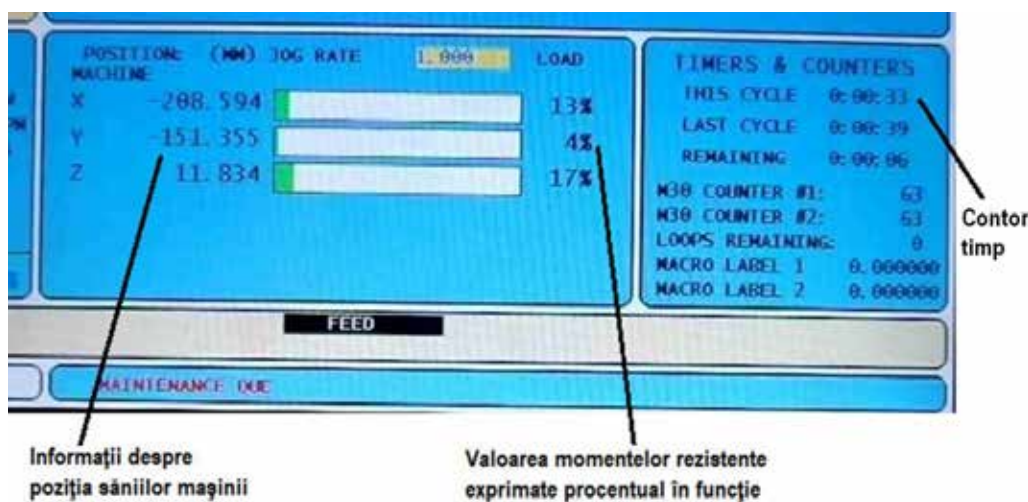 POSITION: (MM) JOG RATE 1.000 LOAD
MACHINE
X -208.594 13%
Y -151.355 4%
Z 11.834 17%
TIMERS & COUNTERS
THIS CYCLE 0:00:33
LAST CYCLE 0:00:39
REMAINING 0:00:06
M30 COUNTER #1: 63
M30 COUNTER #2: 63
LOOPS REMAINING: 0
MACRO LABEL 1 0.000000
MACRO LABEL 2 0.000000
FEED
MAINTENANCE DUE
Contor
timp
Informații despre
poziția săniilor mașinii
Valoarea momentelor rezistente
exprimate procentual în funcție